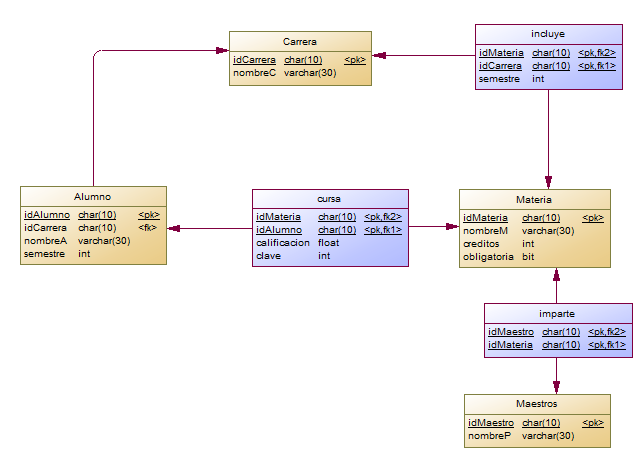 Carrera
idCarrera char(10) <pk>
nombreC varchar(30)
incluye
idMateria char(10) <pk,fk2>
idCarrera char(10) <pk,fk1>
semestre int
Alumno
idAlumno char(10) <pk>
idCarrera char(10) <fk>
nombreA varchar(30)
semestre int
cursa
idMateria char(10) <pk,fk2>
idAlumno char(10) <pk,fk1>
calificacion float
clave int
Materia
idMateria char(10) <pk>
nombreM varchar(30)
creditos int
obligatoria bit
imparte
idMaestro char(10) <pk,fk2>
idMateria char(10) <pk,fk1>
Maestros
idMaestro char(10) <pk>
nombreP varchar(30)